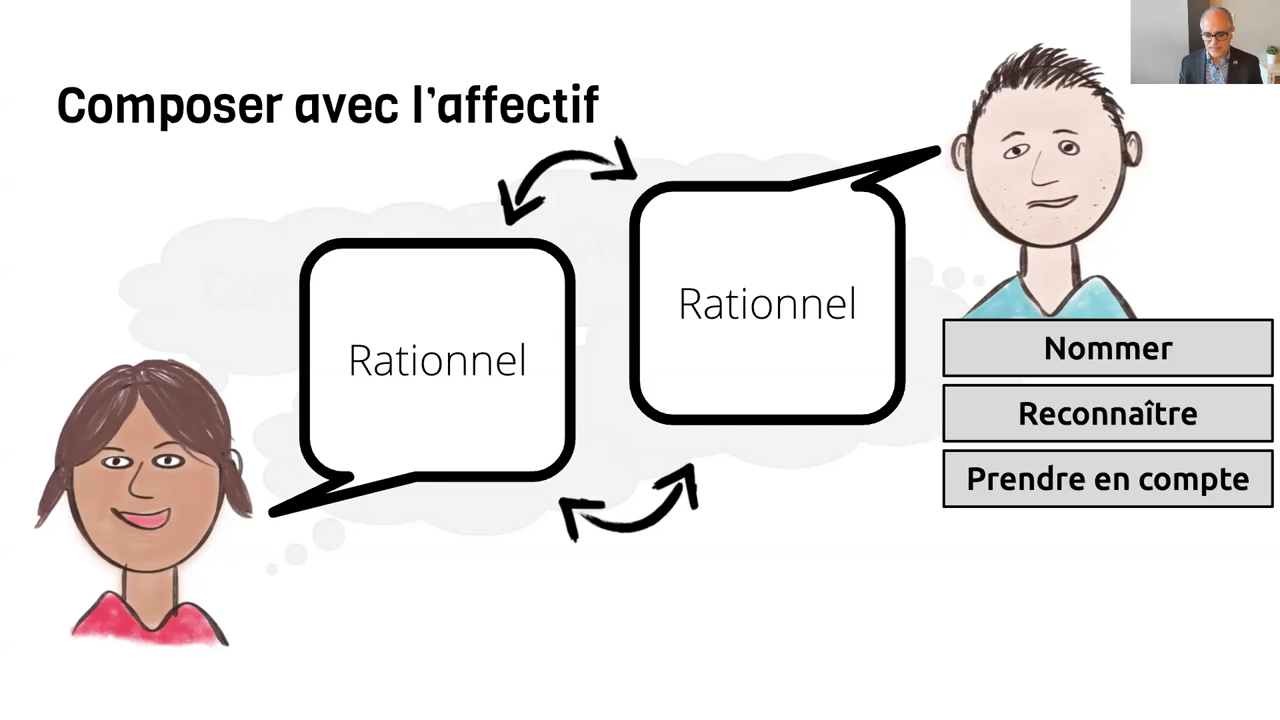 Composer avec l'affectif
Rationnel
Rationnel
Nommer
Reconnaître
Prendre en compte